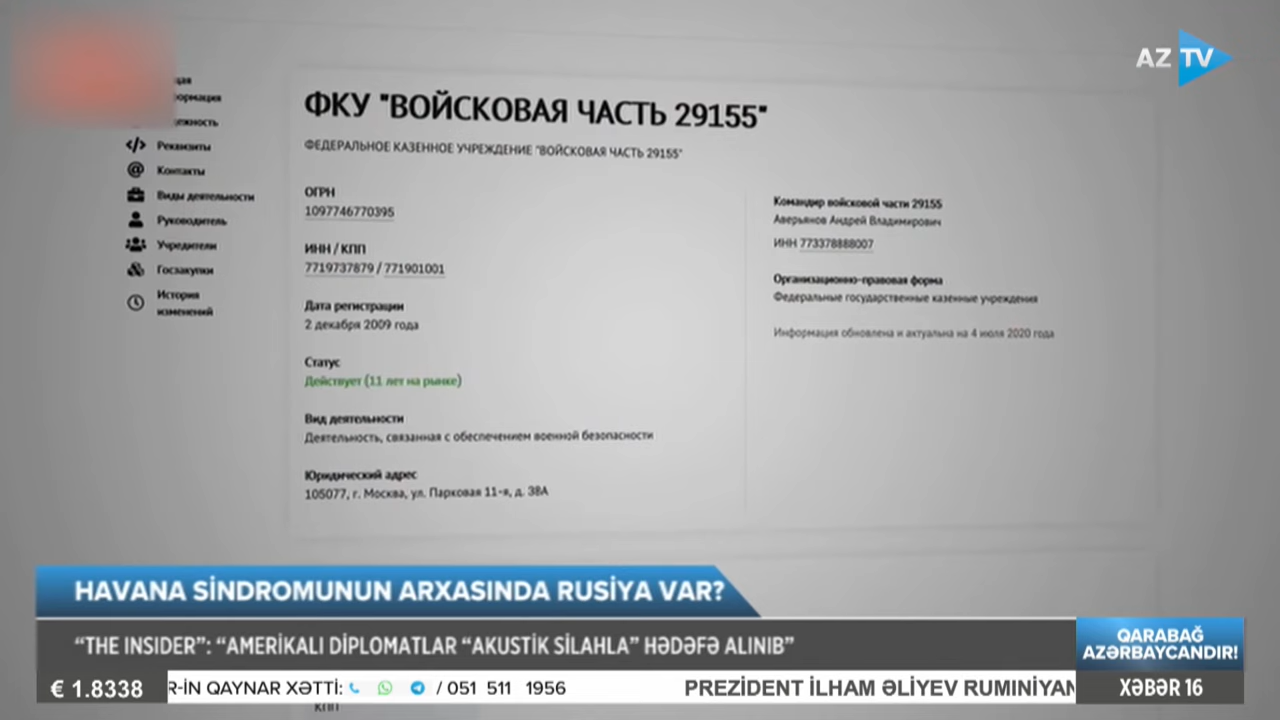 AZ TV
Реквизиты
Контакты
Виды деятельности
Руководитель
Учредители
Госзакупки
История
изменений
ФКУ "ВОЙСКОВАЯ ЧАСТЬ 29155"
ФЕДЕРАЛЬНОЕ КАЗЕННОЕ УЧРЕЖДЕНИЕ "ВОЙСКОВАЯ ЧАСТЬ 29155"
ОГРН
1097746770395
ИНН / КПП
7719737879 / 771901001
Дата регистрации
2 декабря 2009 года
Статус
Действует (11 лет на рынке)
Вид деятельности
Деятельность, связанная с обеспечением военной безопасности
Юридический адрес
105077, г. Москва, ул. Парковая 11-я, д. 38А
Командир войсковой части 29155
Аверьянов Андрей Владимирович
ИНН 773378888007
Организационно-правовая форма
Федеральные государственные казенные учреждения
Информация обновлена и актуальна на 4 июля 2020 года
HAVANA SİNDROMUNUN ARXASINDA RUSİYA VAR?
“THE INSIDER”: “AMERİKALI DİPLOMATLAR “AKUSTİK SİLAHLA” HƏDƏFƏ ALINIB”
QARABAĞ
AZƏRBAYCANDIR!
€ 1.8338
R-İN QAYNAR XƏTTİ: / 051 511 1956
PREZİDENT İLHAM ƏLİYEV RUMINİYAN
XƏBƏR 16